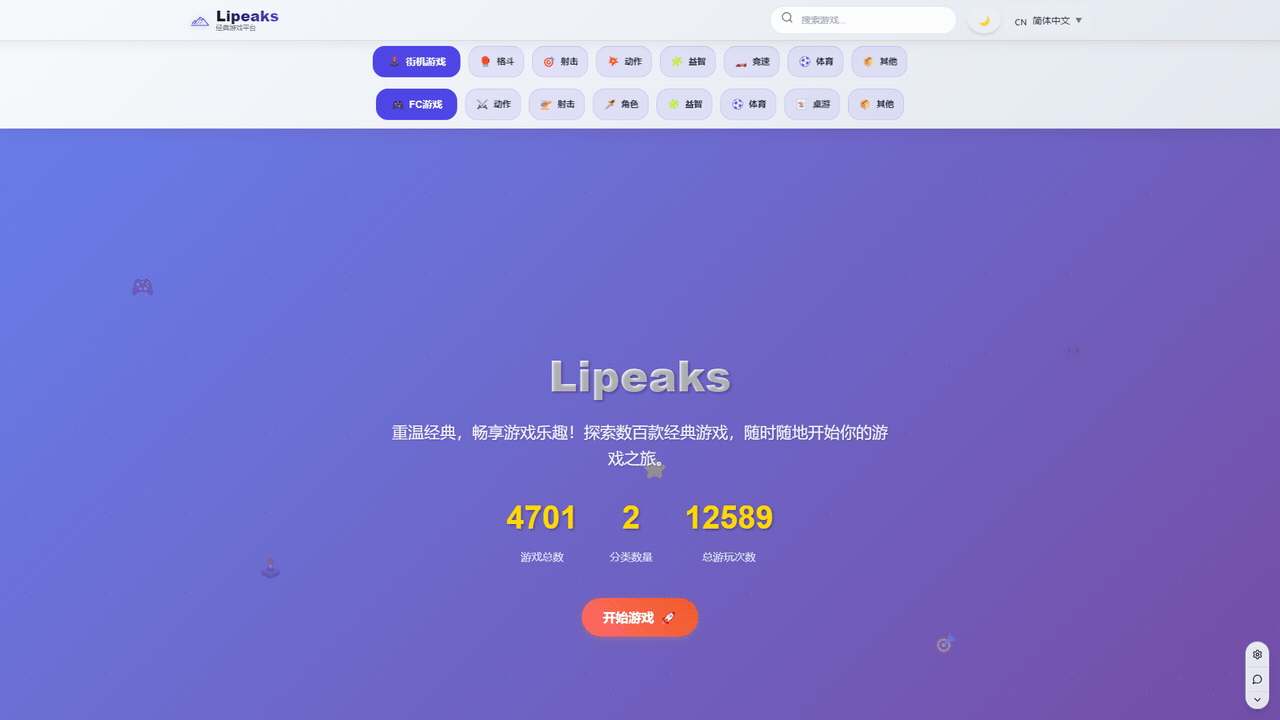 Lipeaks
经典游戏平台
搜索游戏...
CN 简体中文 ▼
街机游戏 格斗 射击 动作 益智 竞速 体育 其他
FC游戏 动作 射击 角色 益智 体育 桌游 其他
Lipeaks
重温经典，畅享游戏乐趣！探索数百款经典游戏，随时随地开始你的游
戏之旅。
4701 2 12589
游戏总数 分类数量 总游玩次数
开始游戏